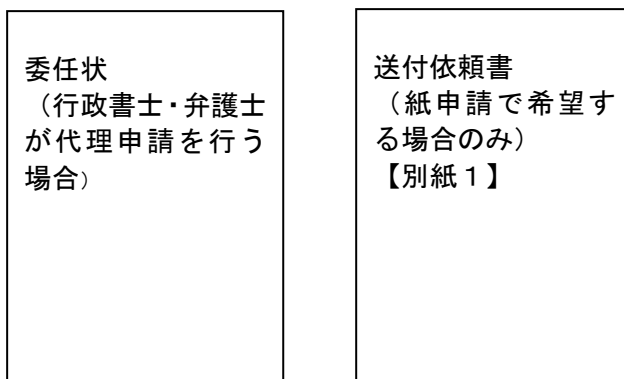 委任状
（行政書士・弁護士
が代理申請を行う
場合）
送付依頼書
（紙申請で希望す
る場合のみ）
【別紙１】